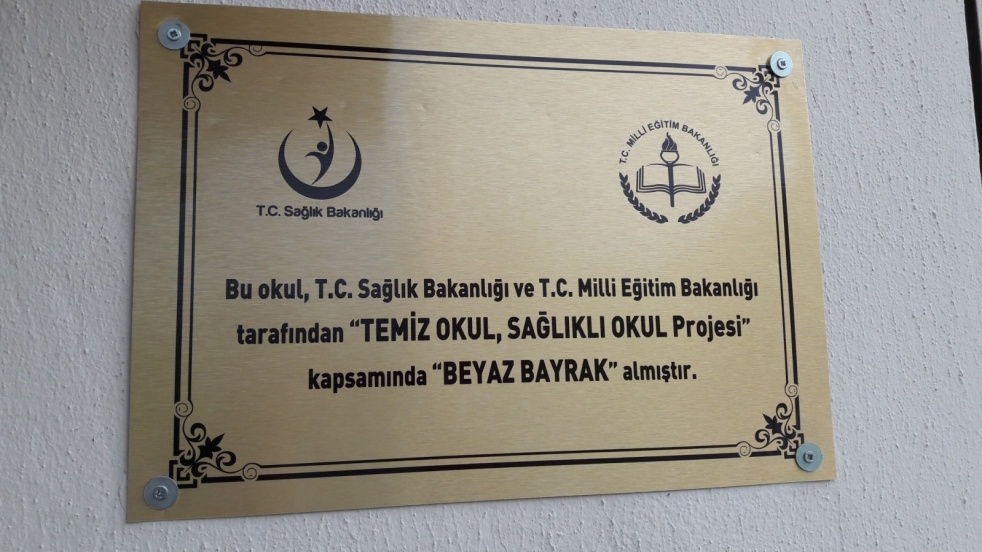 T.C. Sağlık Bakanlığı
T.C. MİLLİ EĞİTİM BAKANLIĞI
Bu okul, T.C. Sağlık Bakanlığı ve T.C. Milli Eğitim Bakanlığı
tarafından “TEMİZ OKUL, SAĞLIKLI OKUL Projesi”
kapsamında “BEYAZ BAYRAK” almıştır.